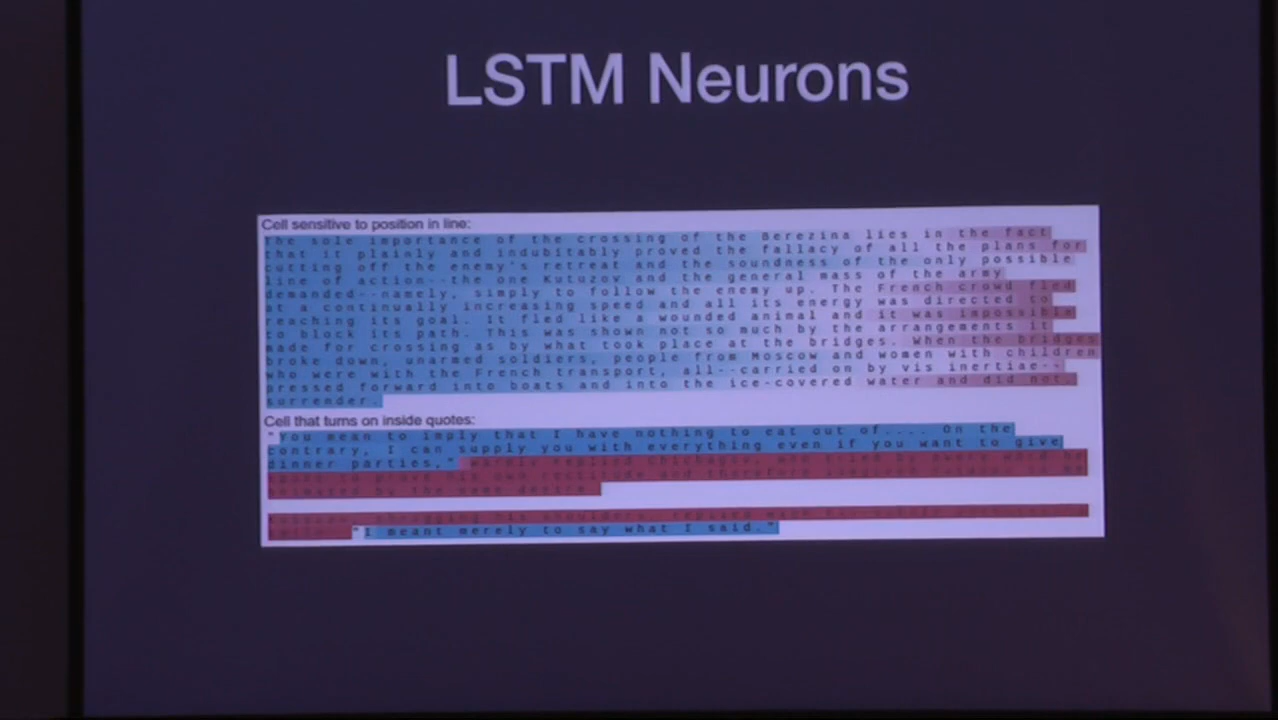 LSTM Neurons
Cell sensitive to position in line:
The sole importance of the crossing of the Berezina lies in the fact
that it plainly and indubitably proved the fallacy of all the plans for
cutting off the enemy's retreat and the soundness of the only possible
line of action--the one Kutuzov and the general mass of the army
demanded--namely, simply to follow the enemy up. The French crowd fled
at a continually increasing speed and all its energy was directed to
reaching its goal. It fled like a wounded animal and it was impossible
to block its path. This was shown not so much by the arrangements it
made for crossing as by what took place at the bridges. When the bridges
broke down, unarmed soldiers, people from Moscow and women with children
who were with the French transport, all--carried on by vis inertiae--
pressed forward into boats and into the ice-covered water and did not,
surrender.
Cell that turns on inside quotes:
"You mean to imply that I have nothing to eat out of.... On the
contrary, I can supply you with everything even if you want to give
dinner parties," warmly replied
"I meant merely to say what I said."